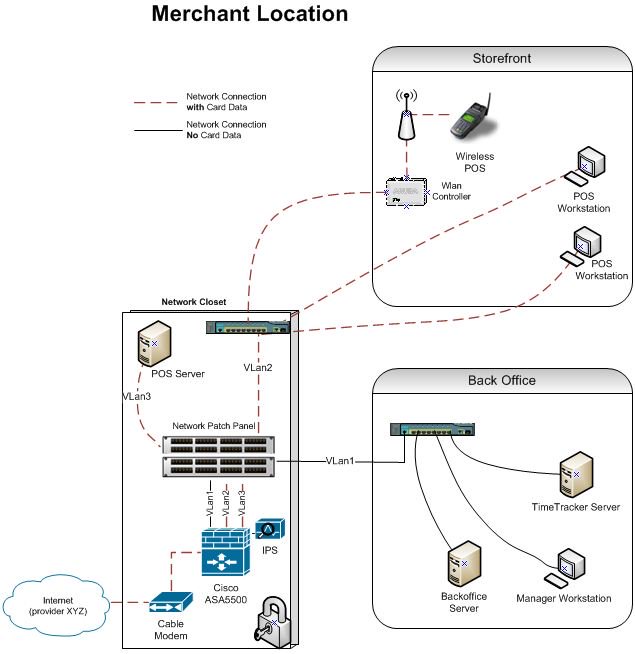 Merchant Location
Network Connection
with Card Data
Network Connection
No Card Data
Storefront
Wireless
POS
Wlan
Controller
POS
Workstation
POS
Workstation
Network Closet
POS Server
VLan2
VLan3
Network Patch Panel
VLan1
VLan1
VLan2
VLan3
IPS
Cisco
ASA5500
Cable
Modem
Internet
(provider XYZ)
Back Office
TimeTracker Server
Backoffice
Server
Manager Workstation